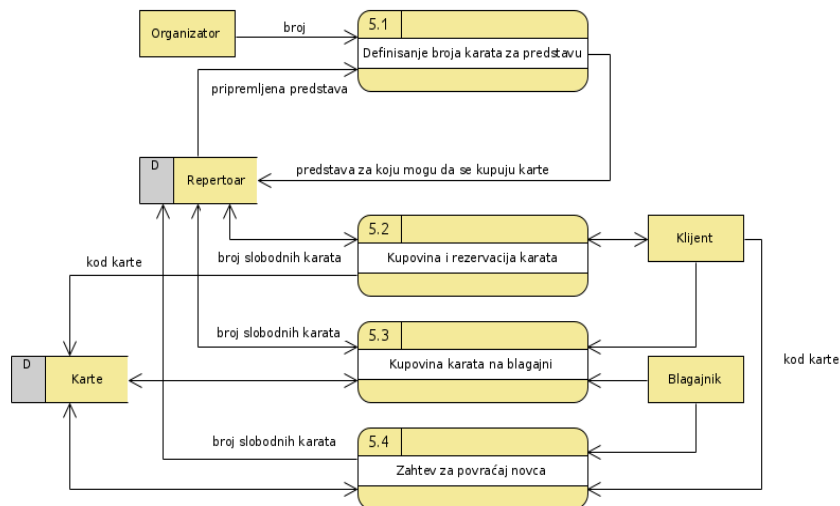 Organizator
broj
5.1
Definisanje broja karata za predstavu
pripremljena predstava
D
Repertoar
predstava za koju mogu da se kupuju karte
5.2
Kupovina i rezervacija karata
Klijent
broj slobodnih karata
kod karte
5.3
Kupovina karata na blagajni
broj slobodnih karata
kod karte
D
Karte
Blagajnik
5.4
Zahtev za povraćaj novca
broj slobodnih karata